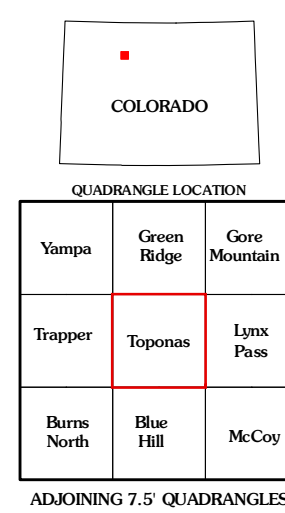 COLORADO
QUADRANGLE LOCATION
Yampa
Green
Ridge
Gore
Mountain
Trapper
Toponas
Lynx
Pass
Burns
North
Blue
Hill
McCoy
ADJOINING 7.5' QUADRANGLES